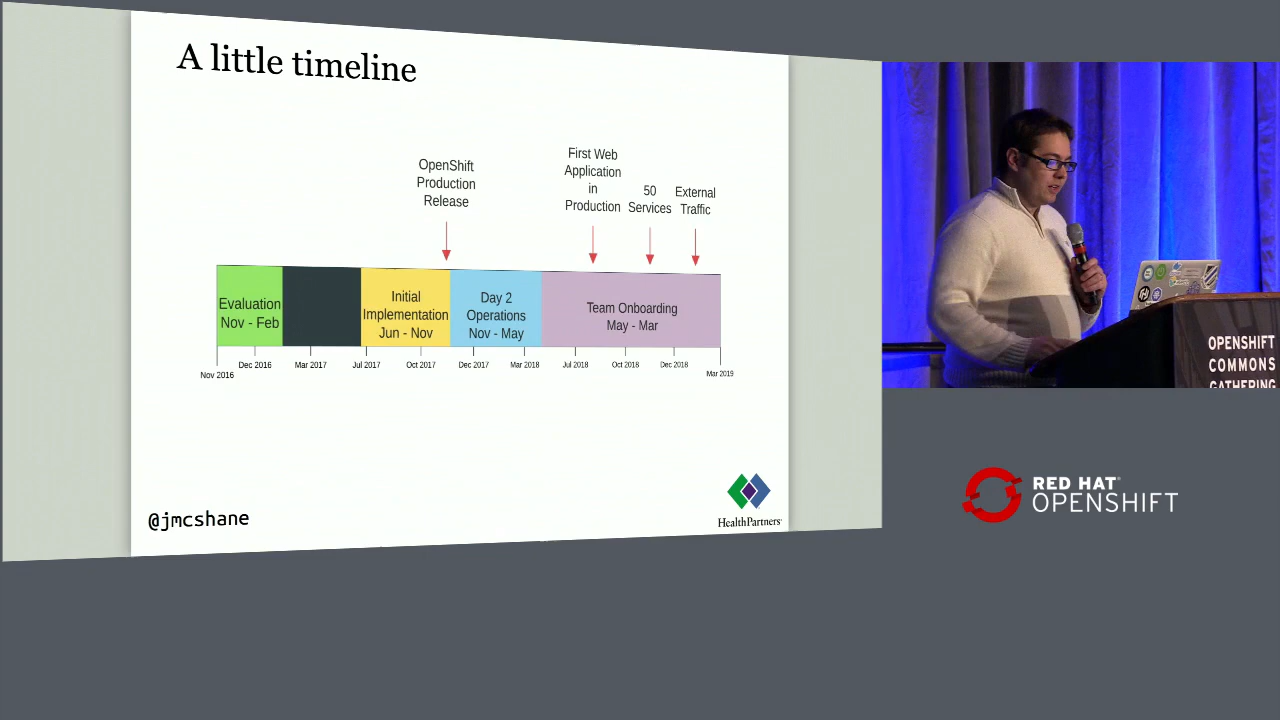 A little timeline
OpenShift
Production
Release
First Web
Application
in
Production
50
Services
External
Traffic
Evaluation
Nov - Feb
Initial
Implementation
Jun - Nov
Day 2
Operations
Nov - May
Team Onboarding
May - Mar
Nov 2016
Dec 2016
Mar 2017
Jul 2017
Oct 2017
Dec 2017
Mar 2018
Jul 2018
Oct 2018
Dec 2018
Mar 2019
@jmcshane
HealthPartners
OPENSHIFT
COMMONS
GATHERING
RED HAT
OPENSHIFT